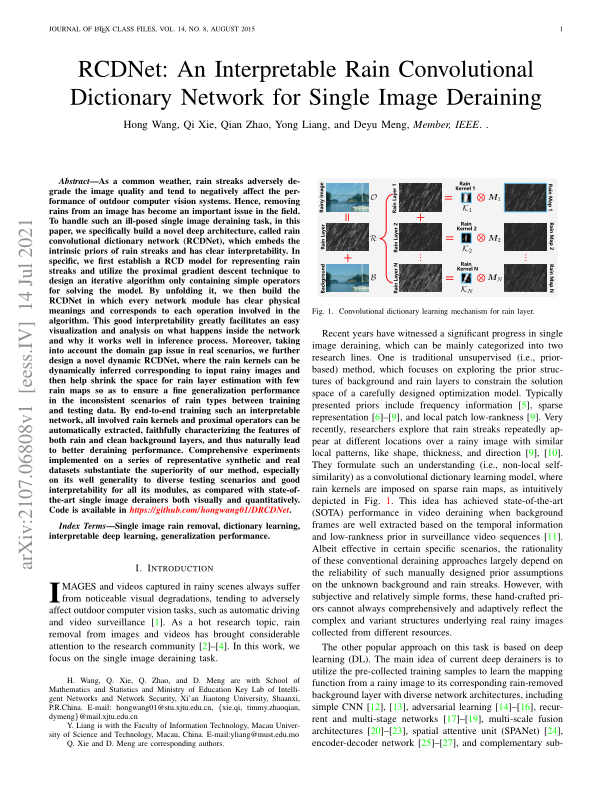 JOURNAL OF LATEX CLASS FILES, VOL. 14, NO. 8, AUGUST 2015
1
RCDNet: An Interpretable Rain Convolutional
Dictionary Network for Single Image Deraining
Hong Wang, Qi Xie, Qian Zhao, Yong Liang, and Deyu Meng, Member, IEEE. .
arXiv:2107.06808v1 [eess.IV] 14 Jul 2021
Abstract—As a common weather, rain streaks adversely de-
grade the image quality and tend to negatively affect the perfor-
mance of outdoor computer vision systems. Hence, removing
rains from an image has become an important issue in the field.
To handle such an ill-posed single image deraining task, in this
paper, we specifically build a novel deep architecture, called rain
convolutional dictionary network (RCDNet), which embeds the
intrinsic priors of rain streaks and has clear interpretability. In
specific, we first establish a RCD model for representing rain
streaks and utilize the proximal gradient descent technique to
design an iterative algorithm only containing simple operators
for solving the model. By unfolding it, we then build the
RCDNet in which every network module has clear physical
meanings and corresponds to each operation involved in the
algorithm. This good interpretability greatly facilitates an easy
visualization and analysis on what happens inside the network
and why it works well in inference process. Moreover, taking
into account the domain gap issue in real scenarios, we further
design a novel dynamic RCDNet, where the rain kernels can be
dynamically inferred corresponding to input rainy images and
then help shrink the space for rain layer estimation with few
rain maps so as to ensure a fine generalization performance
in the inconsistent scenarios of rain types between training
and testing data. By end-to-end training such an interpretable
network, all involved rain kernels and proximal operators can be
automatically extracted, faithfully characterizing the features of
both rain and clean background layers, and thus naturally lead
to better deraining performance. Comprehensive experiments
implemented on a series of representative synthetic and real
datasets substantiate the superiority of our method, especially
on its well generality to diverse testing scenarios and good
interpretability for all its modules, as compared with state-of-
the-art single image derainers both visually and quantitatively.
Code is available in https://github.com/hongwang01/DRCDNet.
Index Terms—Single image rain removal, dictionary learning,
interpretable deep learning, generalization performance.
I. INTRODUCTION
IMAGES and videos captured in rainy scenes always suffer
from noticeable visual degradations, tending to adversely
affect outdoor computer vision tasks, such as automatic driving
and video surveillance [1]. As a hot research topic, rain
removal from images and videos has brought considerable
attention to the research community [2]–[4]. In this work, we
focus on the single image deraining task.
H. Wang, Q. Xie, Q. Zhao, and D. Meng are with School of
Mathematics and Statistics and Ministry of Education Key Lab of Intelli-
gent Networks and Network Security, Xi'an Jiaotong University, Shaanxi,
P.R.China. E-mail: hongwang01@stu.xjtu.edu.cn, {xie.qi, timmy.zhaoqian,
dymeng}@mail.xjtu.edu.cn
Y. Liang is with the Faculty of Information Technology, Macau Univer-
sity of Science and Technology, Macau, China. E-mail:yliang@must.edu.mo
Q. Xie and D. Meng are corresponding authors.
Rainy Image
O
Rain Layer 1
=
Rain
Kernel 1
K1
⊗ M1
Rain Map 1
=
+
Rain Layer
R
Rain Layer 2
=
Rain
Kernel 2
K2
⊗ M2
Rain Map 2
+
Background
B
Rain Layer N
=
Rain
Kernel N
KN
⊗ MN
Rain Map N
Fig. 1. Convolutional dictionary learning mechanism for rain layer.
Recent years have witnessed a significant progress in single
image deraining, which can be mainly categorized into two
research lines. One is traditional unsupervised (i.e., prior-
based) method, which focuses on exploring the prior struc-
tures of background and rain layers to constrain the solution
space of a carefully designed optimization model. Typically
presented priors include frequency information [5], sparse
representation [6]–[9], and local patch low-rankness [9]. Very
recently, researchers explore that rain streaks repeatedly ap-
pear at different locations over a rainy image with similar
local patterns, like shape, thickness, and direction [9], [10].
They formulate such an understanding (i.e., non-local self-
similarity) as a convolutional dictionary learning model, where
rain kernels are imposed on sparse rain maps, as intuitively
depicted in Fig. 1. This idea has achieved state-of-the-art
(SOTA) performance in video deraining when background
frames are well extracted based on the temporal information
and low-rankness prior in surveillance video sequences [11].
Albeit effective in certain specific scenarios, the rationality
of these conventional deraining approaches largely depend on
the reliability of such manually designed prior assumptions
on the unknown background and rain streaks. However, with
subjective and relatively simple forms, these hand-crafted pri-
ors cannot always comprehensively and adaptively reflect the
complex and variant structures underlying real rainy images
collected from different resources.
The other popular approach on this task is based on deep
learning (DL). The main idea of current deep derainers is to
utilize the pre-collected training samples to learn the mapping
function from a rainy image to its corresponding rain-removed
background layer with diverse network architectures, including
simple CNN [12], [13], adversarial learning [14]–[16], recur-
rent and multi-stage networks [17]–[19], multi-scale fusion
architectures [20]–[23], spatial attentive unit (SPANet) [24],
encoder-decoder network [25]–[27], and complementary sub-